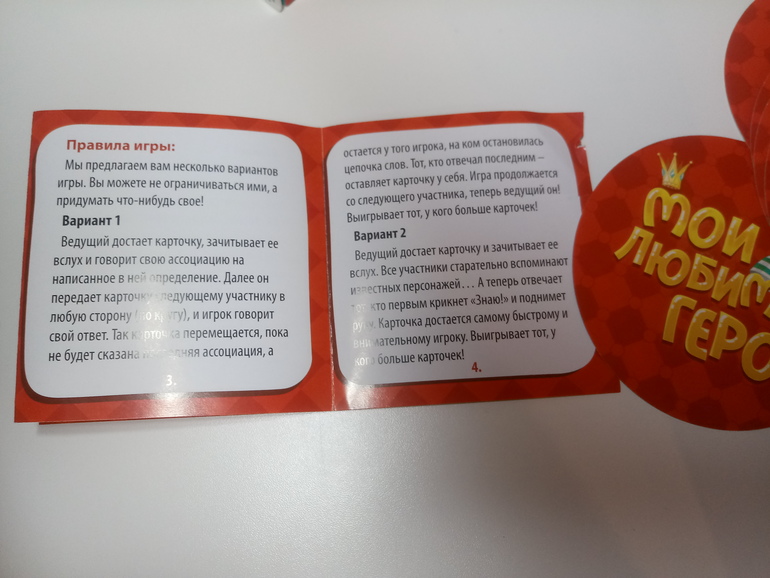 Правила игры:
Мы предлагаем вам несколько вариантов
игры. Вы можете не ограничиваться ими, а
придумать что-нибудь свое!
Вариант 1
Ведущий достает карточку, зачитывает ее
вслух и говорит свою ассоциацию на
написанное в ней определение. Далее он
передает карточку следующему участнику в
любую сторону (по кругу), и игрок говорит
свой ответ. Так карточка перемещается, пока
не будет сказана последняя ассоциация, а
3.
остается у того игрока, на ком остановилась
цепочка слов. Тот, кто отвечал последним –
оставляет карточку у себя. Игра продолжается
со следующего участника, теперь ведущий он!
Выигрывает тот, у кого больше карточек!
Вариант 2
Ведущий достает карточку и зачитывает ее
вслух. Все участники старательно вспоминают
известных персонажей... А теперь отвечает
тот, кто первым крикнет «Знаю!» и поднимет
руку. Карточка достается самому быстрому и
внимательному игроку. Выигрывает тот, у
кого больше карточек!
4.
МОИ
ЛЮБИМ
ГЕРО